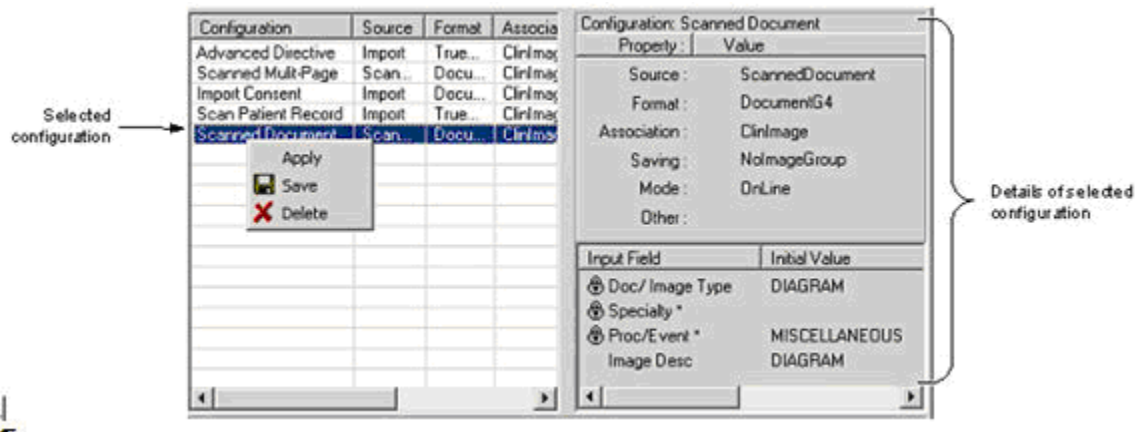 Configuration Source Format Associa
Advanced Directive Import True... ClinImag
Scanned Mulit-Page Scan... Docu... ClinImag
Import Consent Import Docu... ClinImag
Scan Patient Record Import True... ClinImag
Scanned Document Scan... Docu... ClinImag
Apply
Save
Delete
Selected
configuration
Configuration: Scanned Document
Property : Value
Source : ScannedDocument
Format : DocumentG4
Association : ClinImage
Saving : NoImageGroup
Mode : OnLine
Other :
Input Field Initial Value
Doc/ Image Type DIAGRAM
Specialty *
Proc/Event * MISCELLANEOUS
Image Desc DIAGRAM
Details of selected
configuration